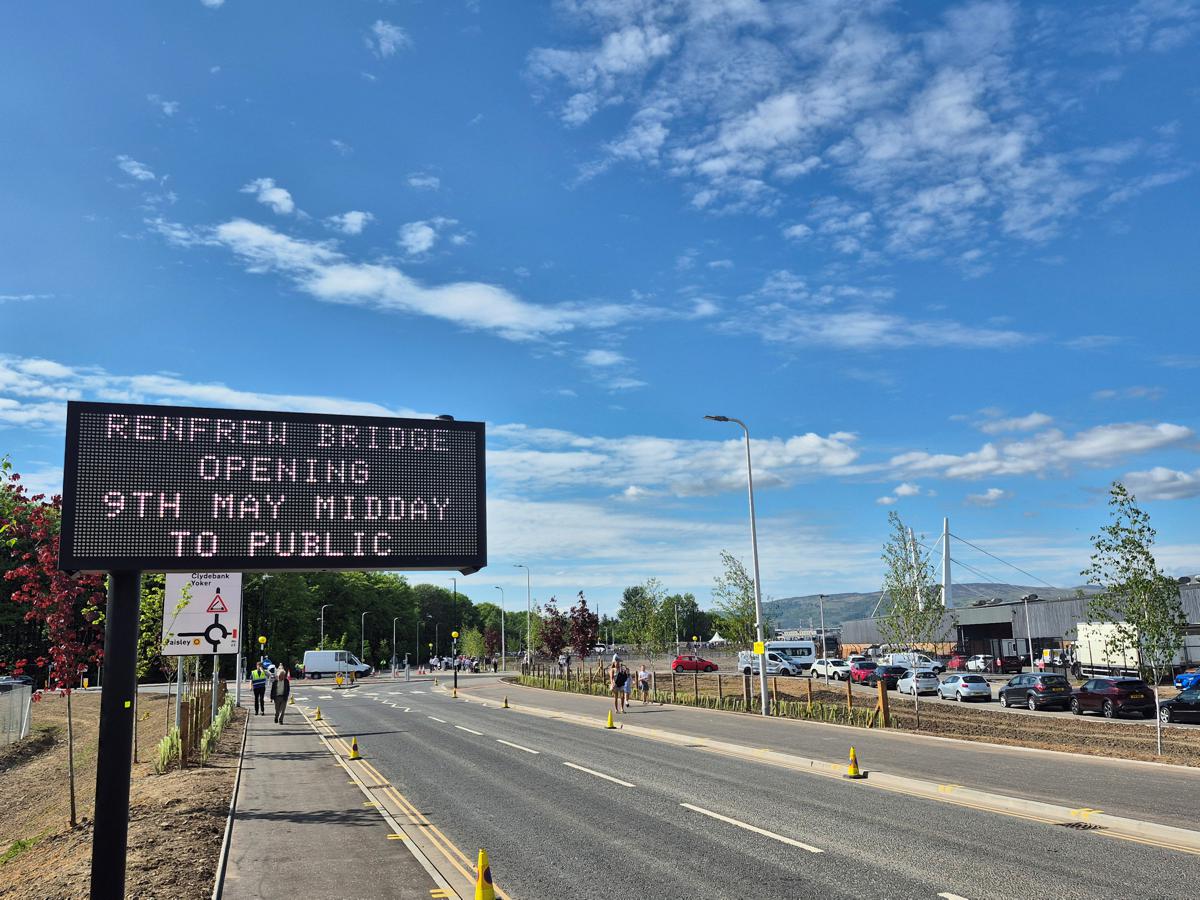 RENFREW BRIDGE
OPENING
9TH MAY MIDDAY
TO PUBLIC
Clydebank
Yoker
Paisley